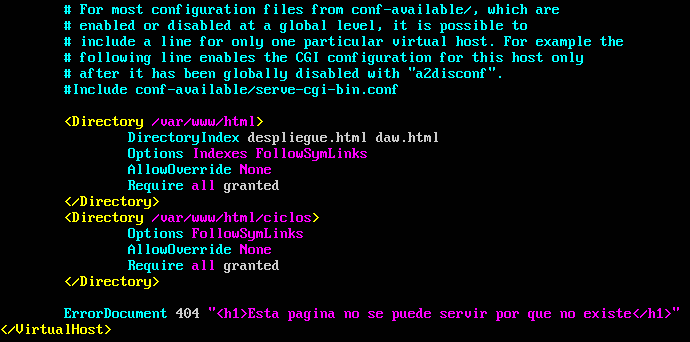 # For most configuration files from conf-available/, which are
# enabled or disabled at a global level, it is possible to
# include a line for only one particular virtual host. For example the
# following line enables the CGI configuration for this host only
# after it has been globally disabled with "a2disconf".
#Include conf-available/serve-cgi-bin.conf
<Directory /var/www/html>
DirectoryIndex despliegue.html daw.html
Options Indexes FollowSymLinks
AllowOverride None
Require all granted
</Directory>
<Directory /var/www/html/ciclos>
Options FollowSymLinks
AllowOverride None
Require all granted
</Directory>
ErrorDocument 404 "<h1>Esta pagina no se puede servir por que no existe</h1>"
</VirtualHost>